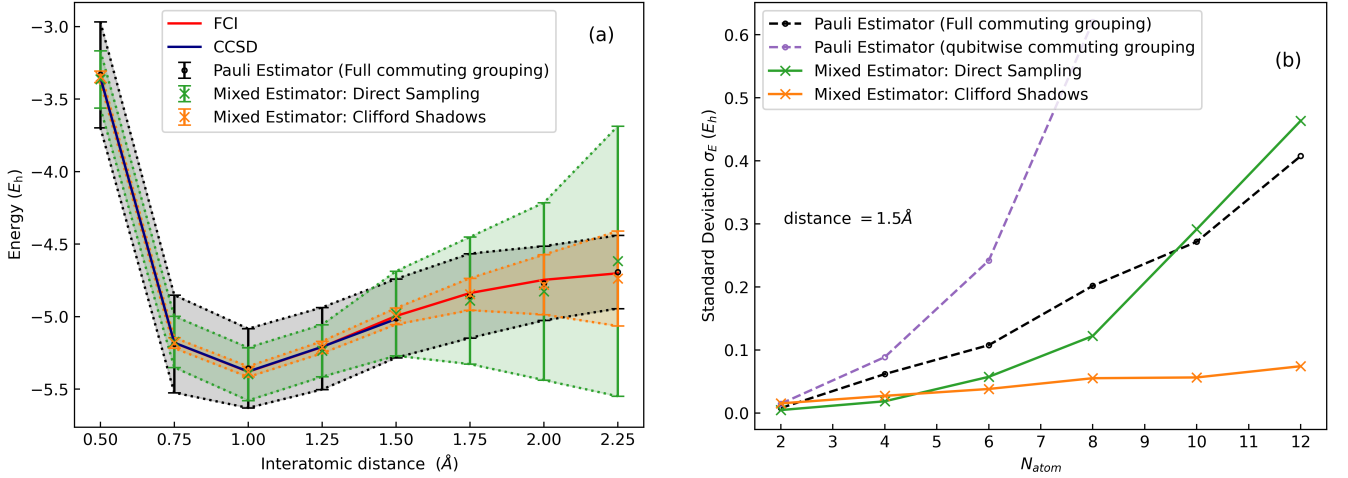 (a)
FCI
CCSD
Pauli Estimator (Full commuting grouping)
Mixed Estimator: Direct Sampling
Mixed Estimator: Clifford Shadows
Energy (Eh)
−3.0
−3.5
−4.0
−4.5
−5.0
−5.5
0.50 0.75 1.00 1.25 1.50 1.75 2.00 2.25
Interatomic distance (Å)
(b)
Pauli Estimator (Full commuting grouping)
Pauli Estimator (qubitwise commuting grouping
Mixed Estimator: Direct Sampling
Mixed Estimator: Clifford Shadows
distance = 1.5Å
Standard Deviation σE (Eh)
0.6
0.5
0.4
0.3
0.2
0.1
0.0
2 3 4 5 6 7 8 9 10 11 12
Natom